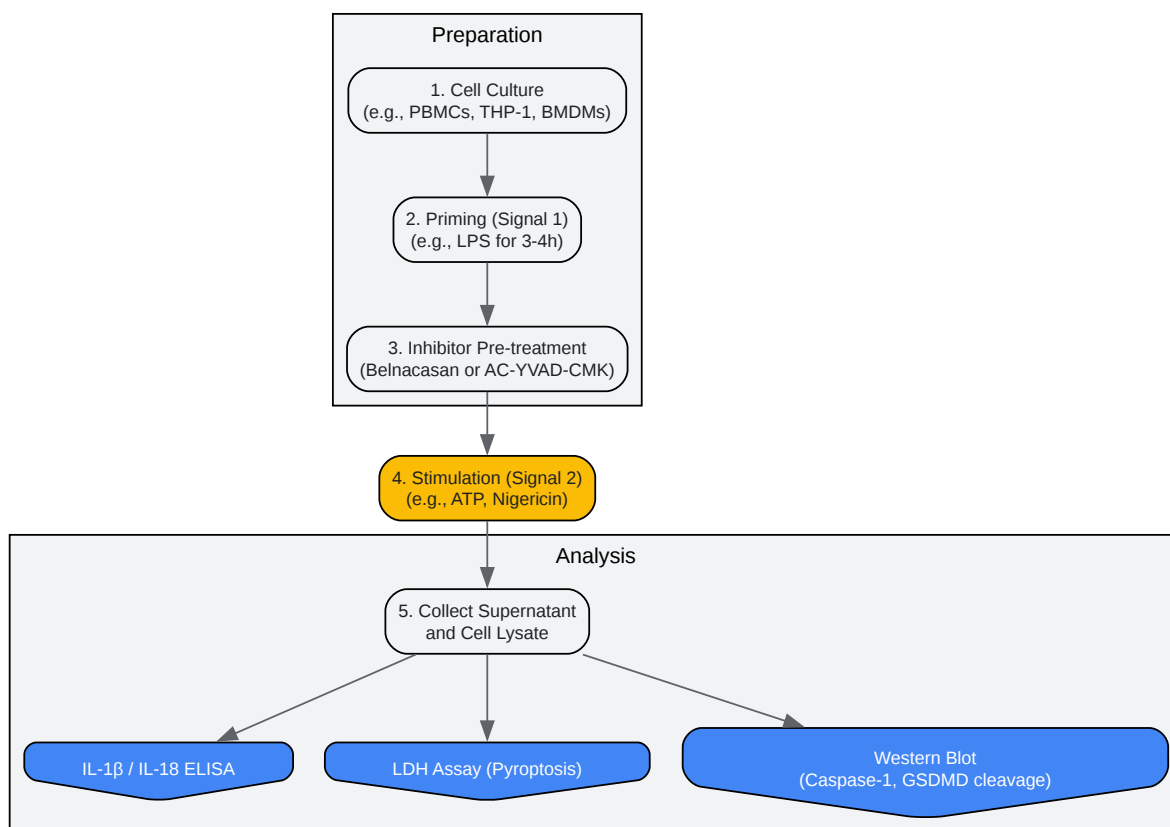 Preparation
1. Cell Culture
(e.g., PBMCs, THP-1, BMDMs)
2. Priming (Signal 1)
(e.g., LPS for 3-4h)
3. Inhibitor Pre-treatment
(Belnacasan or AC-YVAD-CMK)
4. Stimulation (Signal 2)
(e.g., ATP, Nigericin)
Analysis
5. Collect Supernatant
and Cell Lysate
IL-1β / IL-18 ELISA
LDH Assay (Pyroptosis)
Western Blot
(Caspase-1, GSDMD cleavage)